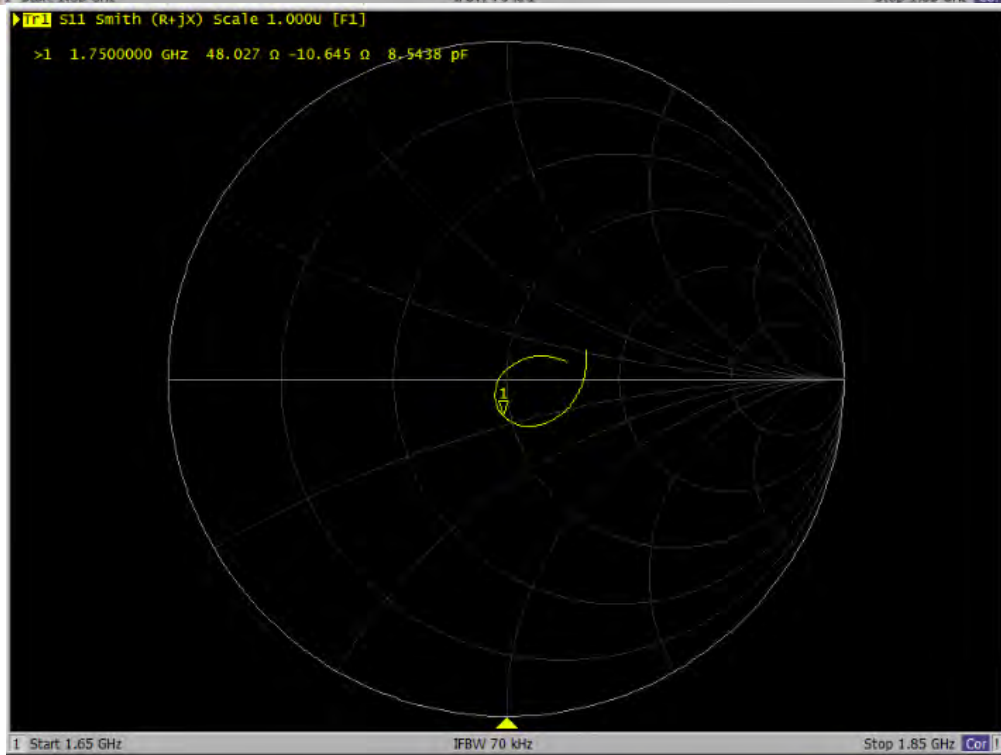 Tr1 S11 Smith (R+jX) Scale 1.000U [F1]
>1 1.7500000 GHz 48.027 Ω -10.645 Ω 8.5438 pF
1
1 Start 1.65 GHz IFBW 70 kHz Stop 1.85 GHz Cor